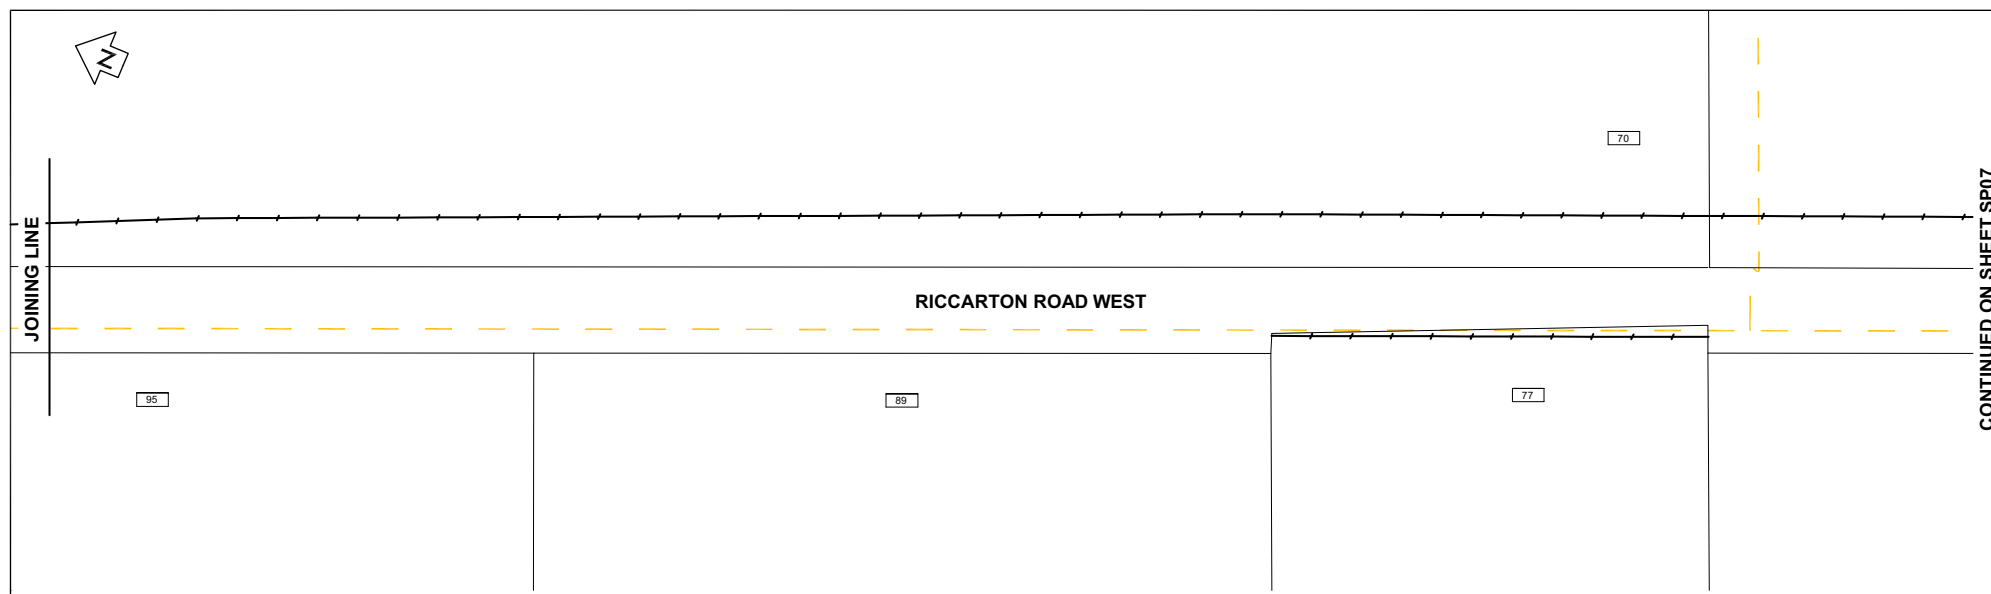 N
70
JOINING LINE
RICCARTON ROAD WEST
CONTINUED ON SHEET SP07
95
89
77